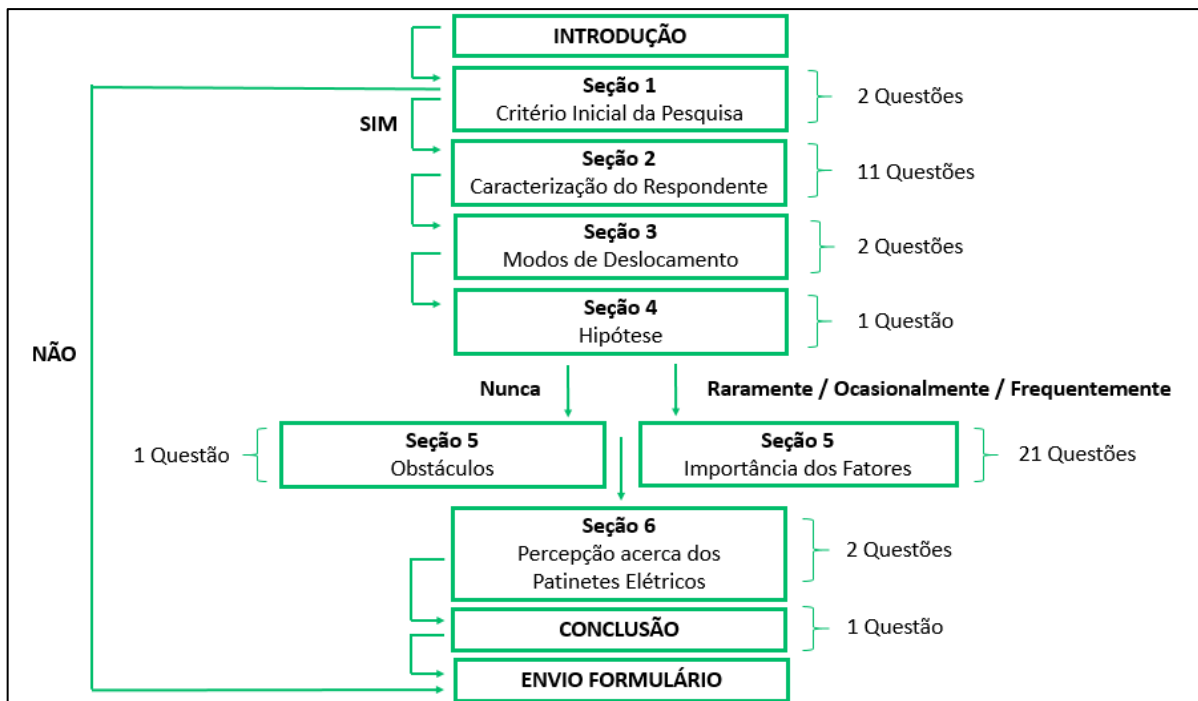 INTRODUÇÃO
Seção 1
Critério Inicial da Pesquisa
2 Questões
SIM
Seção 2
Caracterização do Respondente
11 Questões
Seção 3
Modos de Deslocamento
2 Questões
Seção 4
Hipótese
1 Questão
NÃO
Nunca
Raramente / Ocasionalmente / Frequentemente
1 Questão
Seção 5
Obstáculos
Seção 5
Importância dos Fatores
21 Questões
Seção 6
Percepção acerca dos
Patinetes Elétricos
2 Questões
CONCLUSÃO
1 Questão
ENVIO FORMULÁRIO